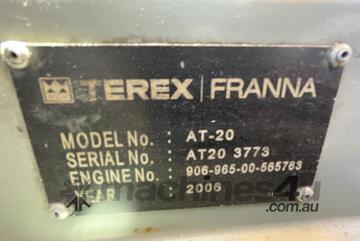 TEREX | FRANNA
MODEL No. : AT-20
SERIAL No. : AT20 3773
ENGINE No. : 906-965-00-565763
YEAR : 2006
machines4u
.com.au